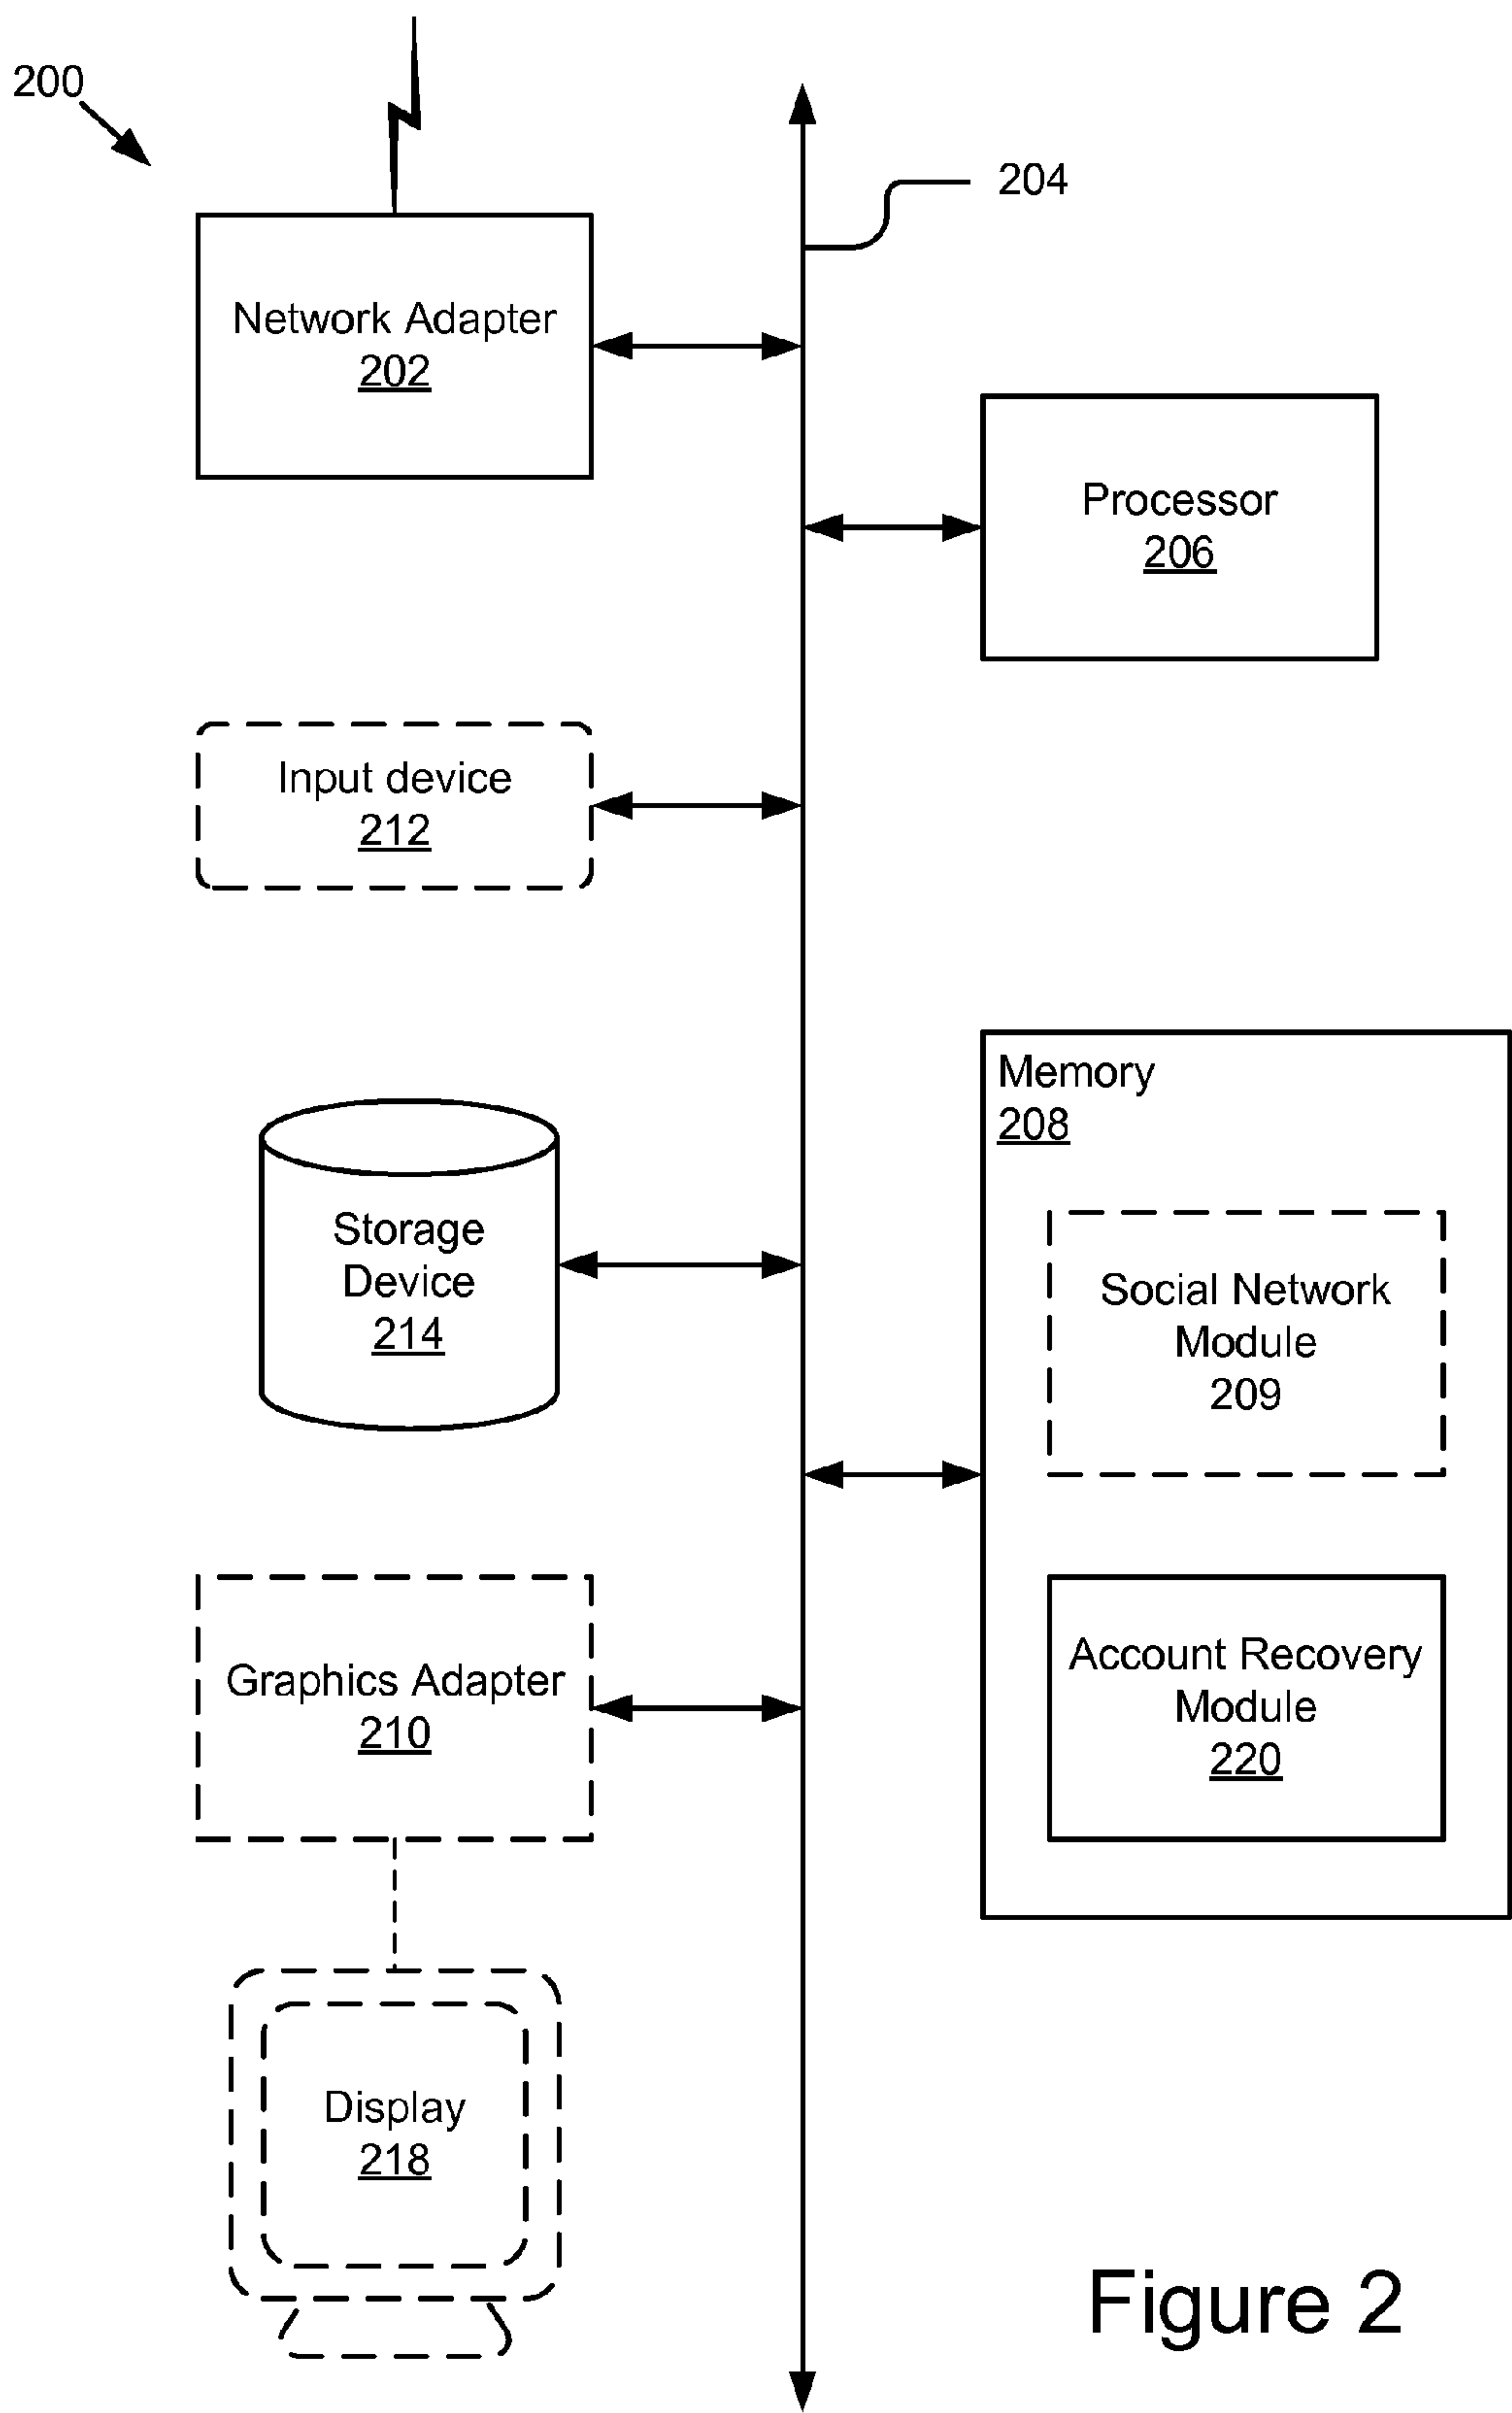 200
204
Network Adapter
202
Processor
206
Input device
212
Memory
208
Storage
Device
214
Social Network
Module
209
Graphics Adapter
210
Account Recovery
Module
220
Display
218
Figure 2